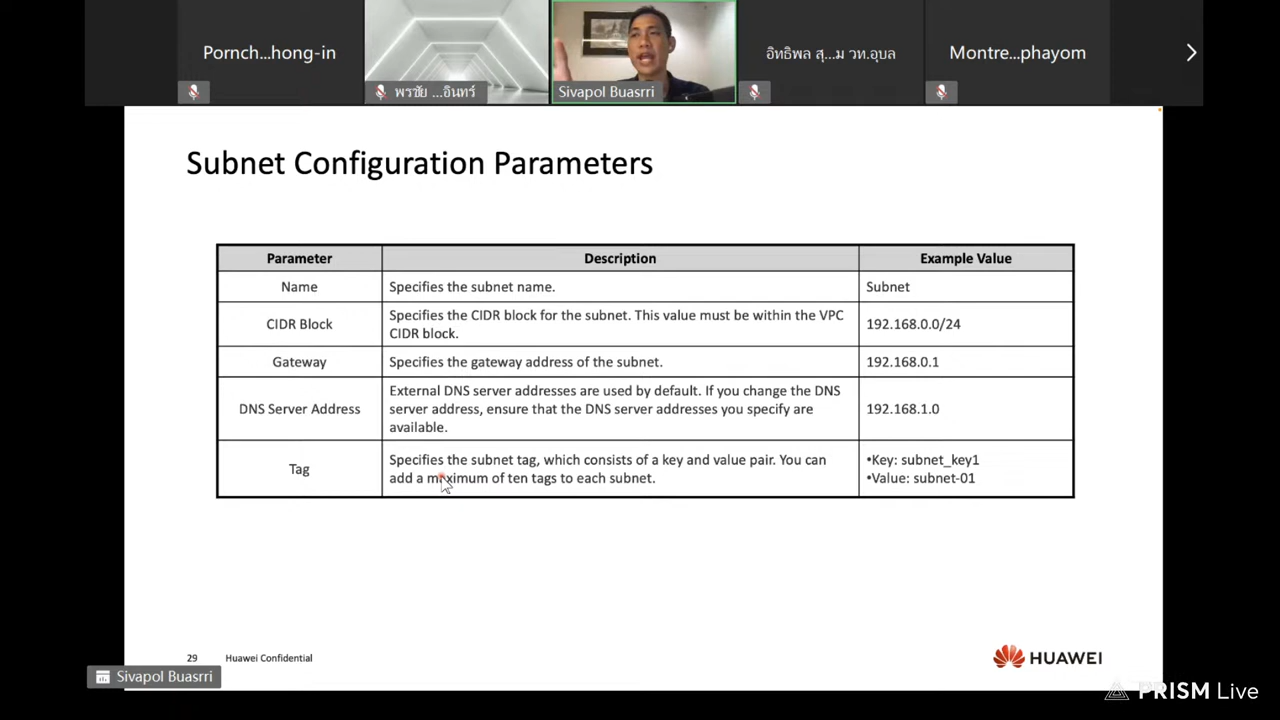 Pornch...hong-in
พรชัย ...อินทร์
Sivapol Buasrri
อิทธิพล สุ...ม วท.อุบล
Montre...phayom
Subnet Configuration Parameters
Parameter Description Example Value
Name Specifies the subnet name. Subnet
CIDR Block Specifies the CIDR block for the subnet. This value must be within the VPC
CIDR block. 192.168.0.0/24
Gateway Specifies the gateway address of the subnet. 192.168.0.1
DNS Server Address External DNS server addresses are used by default. If you change the DNS
server address, ensure that the DNS server addresses you specify are
available. 192.168.1.0
Tag Specifies the subnet tag, which consists of a key and value pair. You can
add a maximum of ten tags to each subnet.
•Key: subnet_key1
•Value: subnet-01
29 Huawei Confidential
HUAWEI
Sivapol Buasrri
PRISM Live